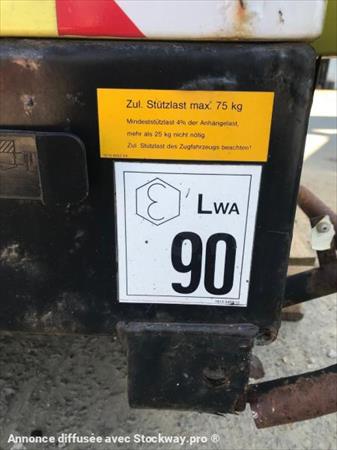 Zul. Stützlast max. 75 kg
Mindeststützlast 4% der Anhängelast,
mehr als 25 kg nicht nötig
Zul. Stützlast des Zugfahrzeugs beachten!
ε
LWA
90
Annonce diffusée avec Stockway.pro ®